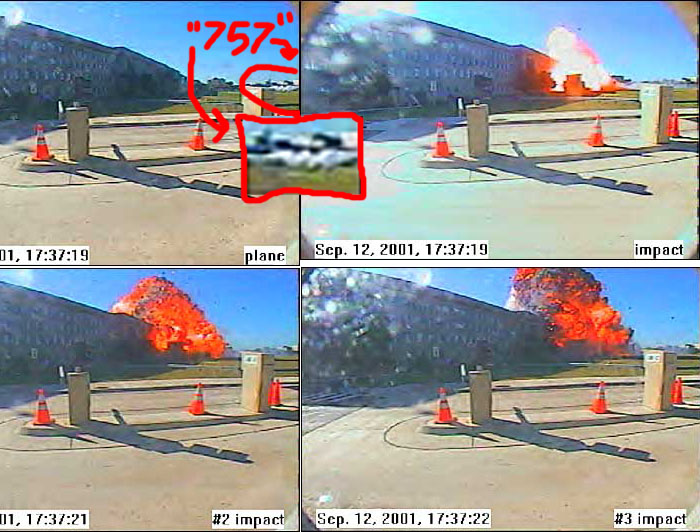 "757"
01, 17:37:19
plane
Sep. 12, 2001, 17:37:19
impact
01, 17:37:21
#2 impact
Sep. 12, 2001, 17:37:22
#3 impact